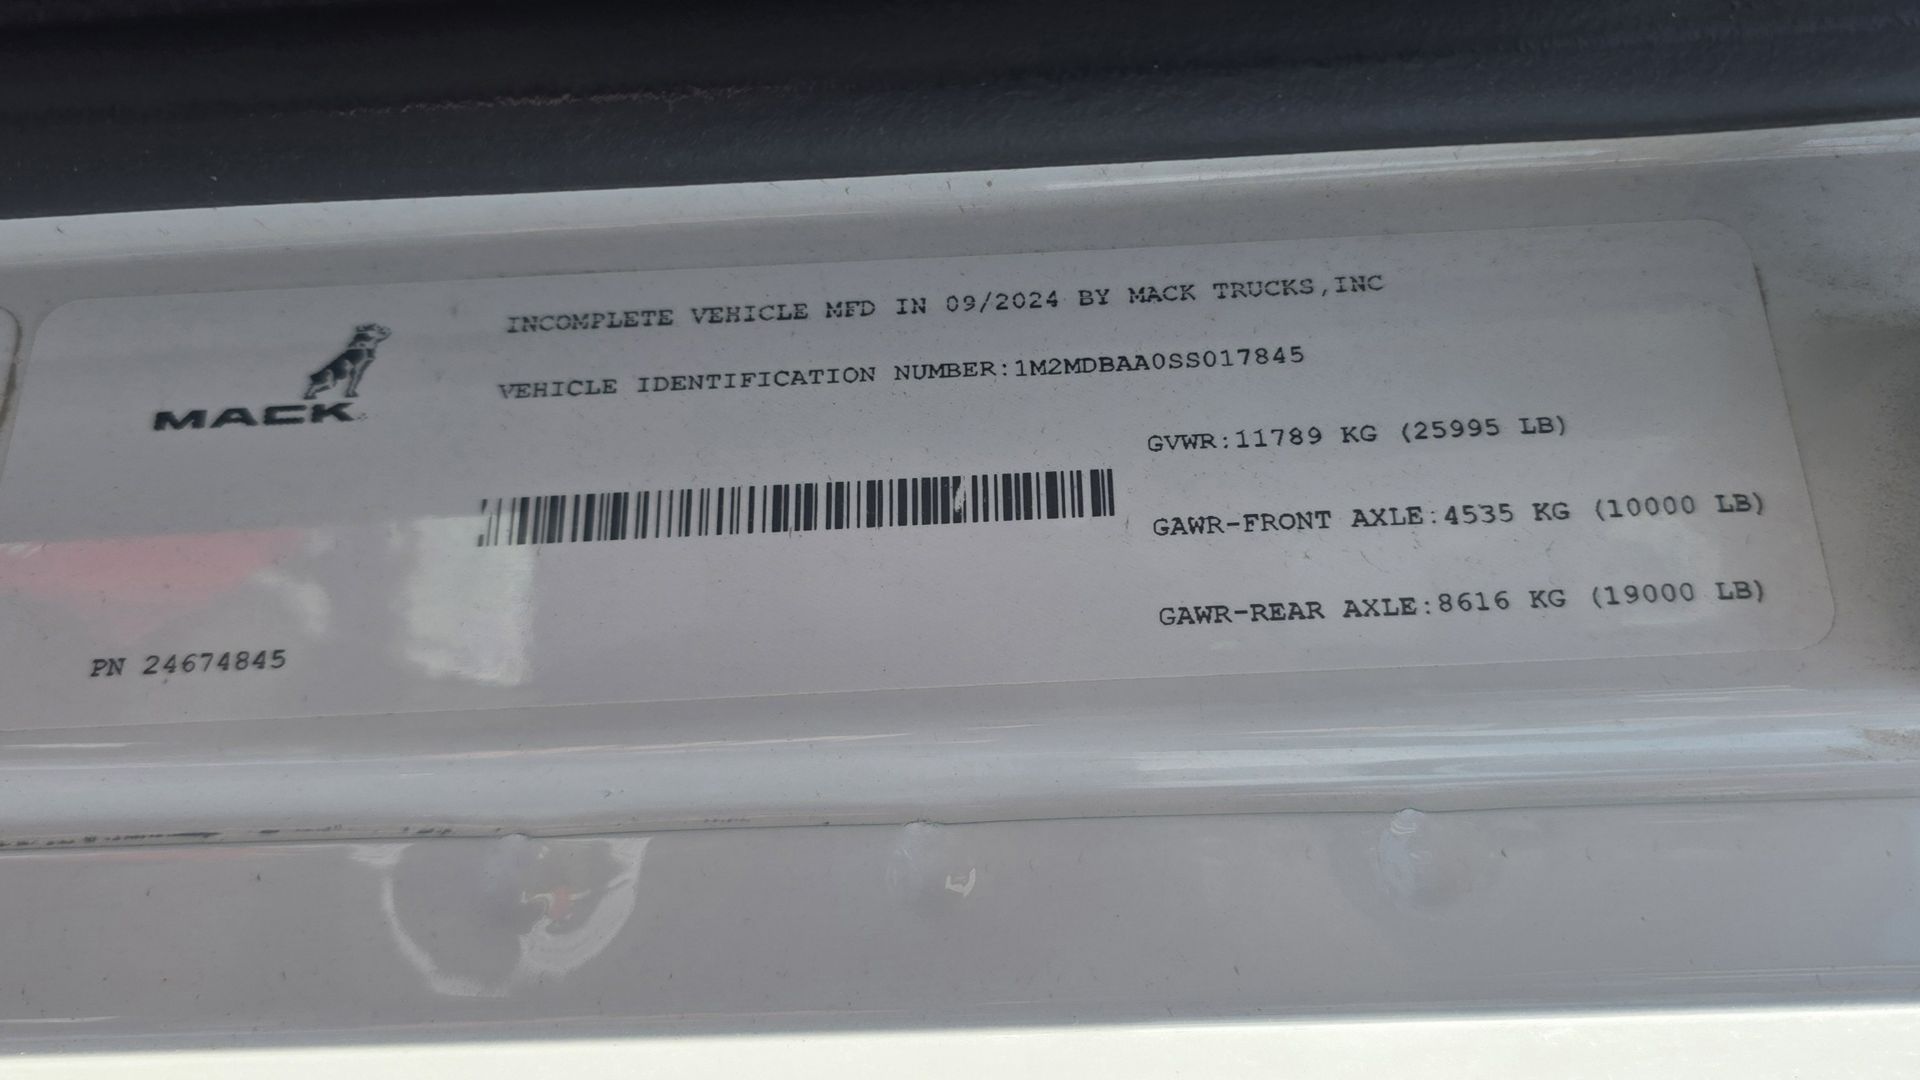 INCOMPLETE VEHICLE MFD IN 09/2024 BY MACK TRUCKS,INC
VEHICLE IDENTIFICATION NUMBER:1M2MDBAA0SS017845
MACK
GVWR:11789 KG (25995 LB)
GAWR-FRONT AXLE:4535 KG (10000 LB)
GAWR-REAR AXLE:8616 KG (19000 LB)
PN 24674845